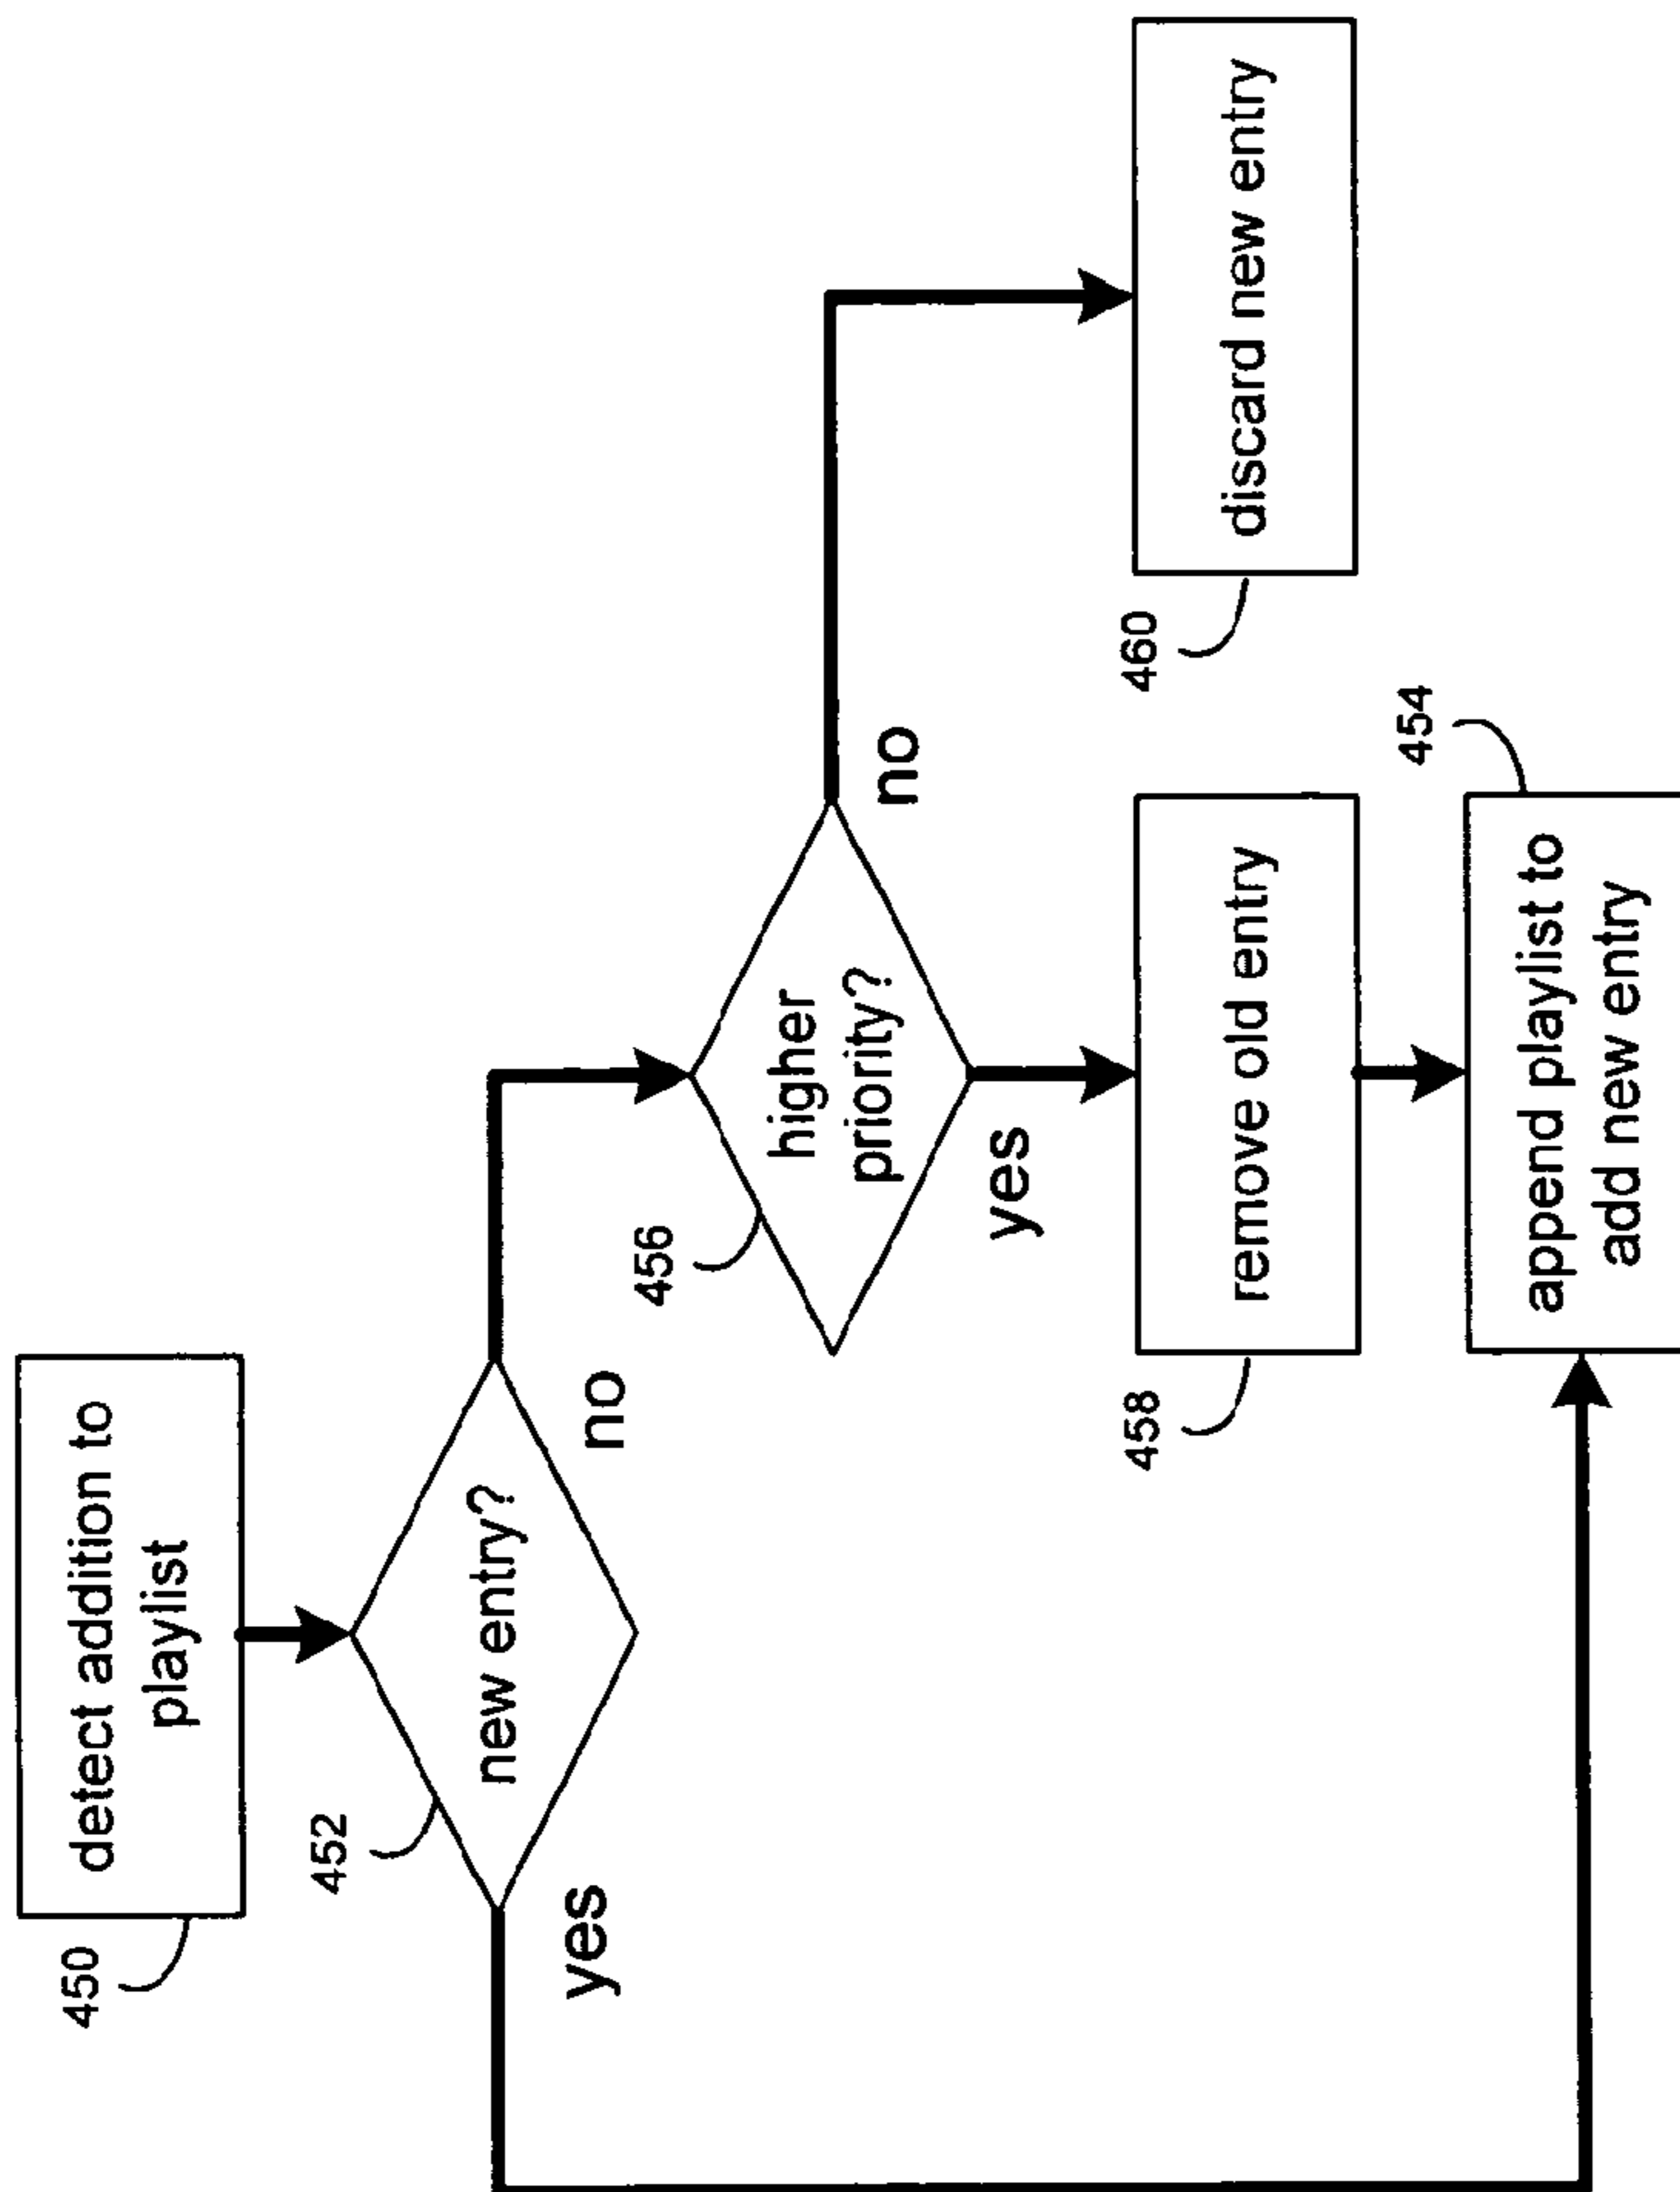 450
detect addition to
playlist
452
new entry?
yes
no
456
higher
priority?
no
yes
458
remove old entry
460
discard new entry
454
append playlist to
add new entry